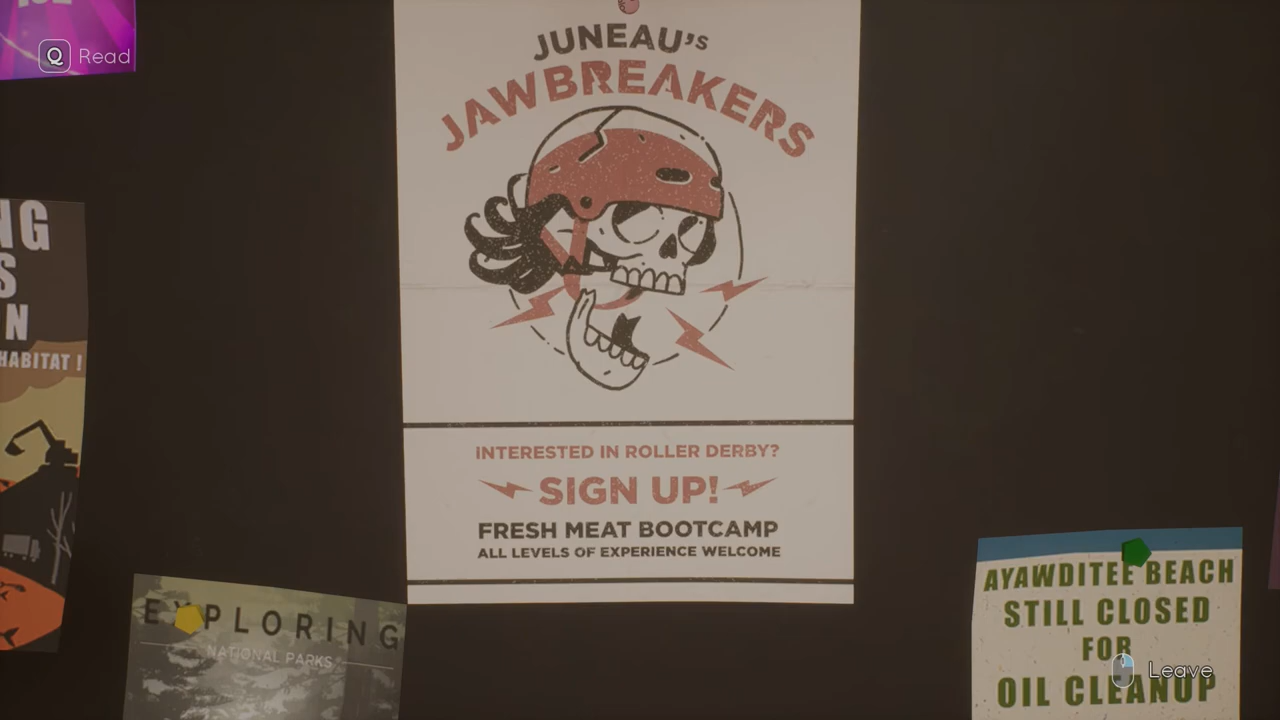 Q Read
JUNEAU'S
JAWBREAKERS
INTERESTED IN ROLLER DERBY?
SIGN UP!
FRESH MEAT BOOTCAMP
ALL LEVELS OF EXPERIENCE WELCOME
NG
S
N
HABITAT !
EXPLORING
NATIONAL PARKS
AYAWDITEE BEACH
STILL CLOSED
FOR
OIL CLEANUP
Leave